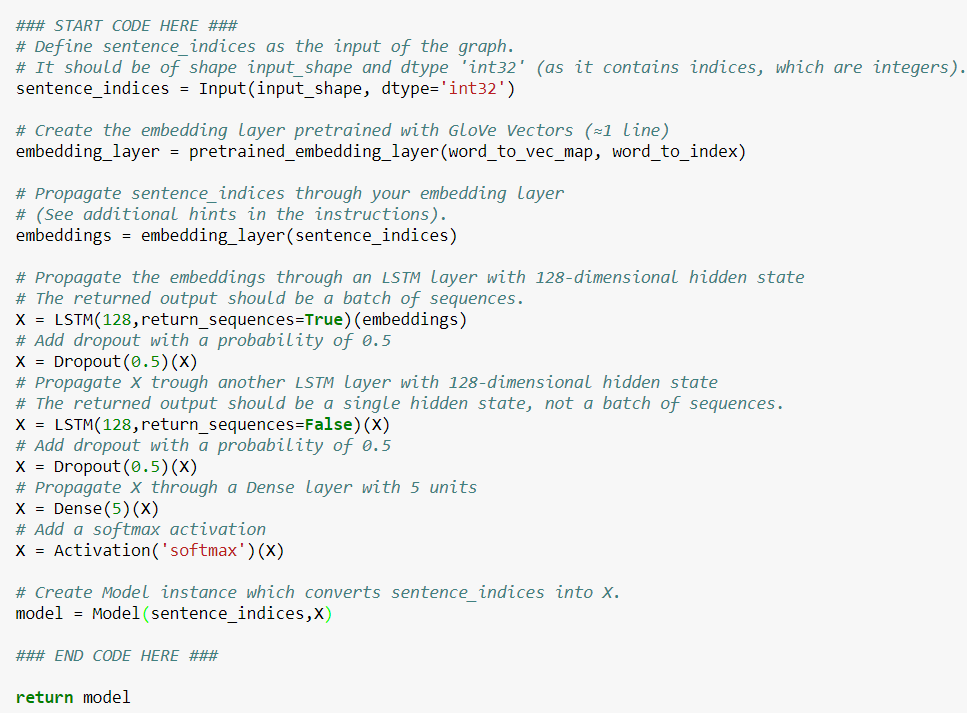 ### START CODE HERE ###
# Define sentence_indices as the input of the graph.
# It should be of shape input_shape and dtype 'int32' (as it contains indices, which are integers).
sentence_indices = Input(input_shape, dtype='int32')
# Create the embedding layer pretrained with GloVe Vectors (≈1 line)
embedding_layer = pretrained_embedding_layer(word_to_vec_map, word_to_index)
# Propagate sentence_indices through your embedding layer
# (See additional hints in the instructions).
embeddings = embedding_layer(sentence_indices)
# Propagate the embeddings through an LSTM layer with 128-dimensional hidden state
# The returned output should be a batch of sequences.
X = LSTM(128,return_sequences=True)(embeddings)
# Add dropout with a probability of 0.5
X = Dropout(0.5)(X)
# Propagate X trough another LSTM layer with 128-dimensional hidden state
# The returned output should be a single hidden state, not a batch of sequences.
X = LSTM(128,return_sequences=False)(X)
# Add dropout with a probability of 0.5
X = Dropout(0.5)(X)
# Propagate X through a Dense layer with 5 units
X = Dense(5)(X)
# Add a softmax activation
X = Activation('softmax')(X)
# Create Model instance which converts sentence_indices into X.
model = Model(sentence_indices,X)
### END CODE HERE ###
return model